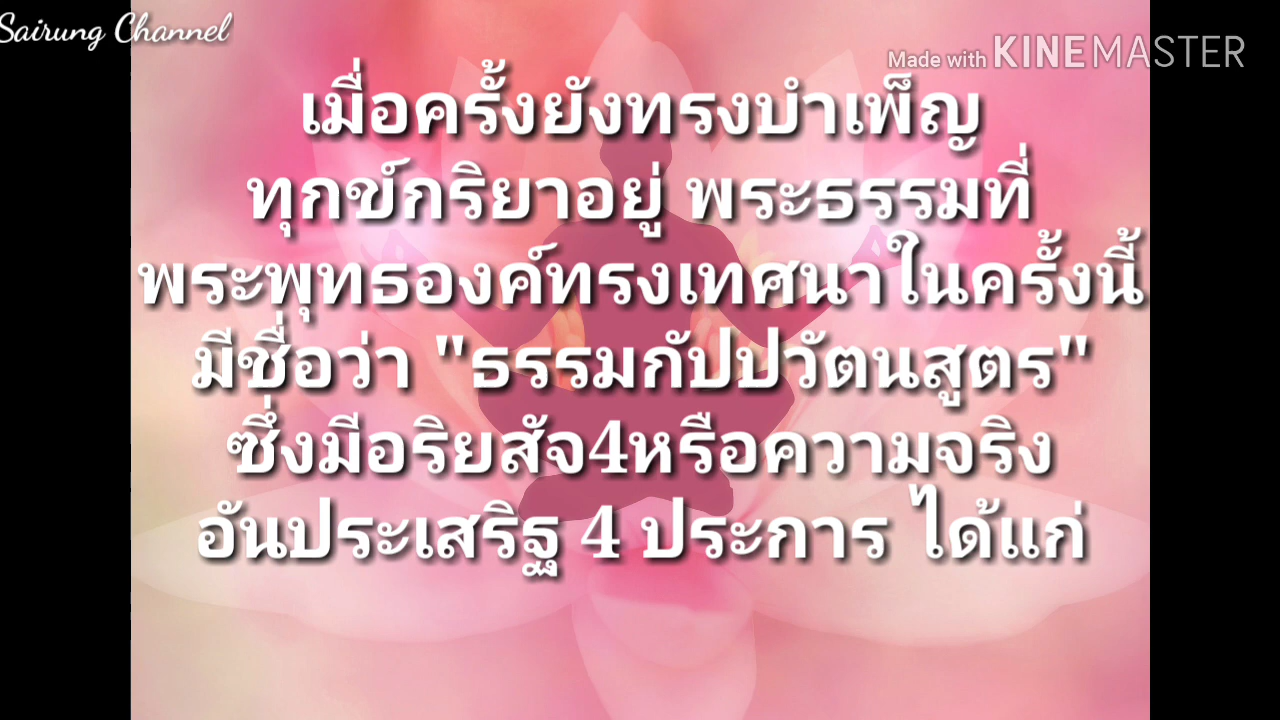 Sairung Channel
Made with KINEMASTER
เมื่อครั้งยังทรงบำเพ็ญ
ทุกข์กริยาอยู่ พระธรรมที่
พระพุทธองค์ทรงเทศนาในครั้งนี้
มีชื่อว่า "ธรรมกัปปวัตนสูตร"
ซึ่งมีอริยสัจ4หรือความจริง
อันประเสริฐ 4 ประการ ได้แก่